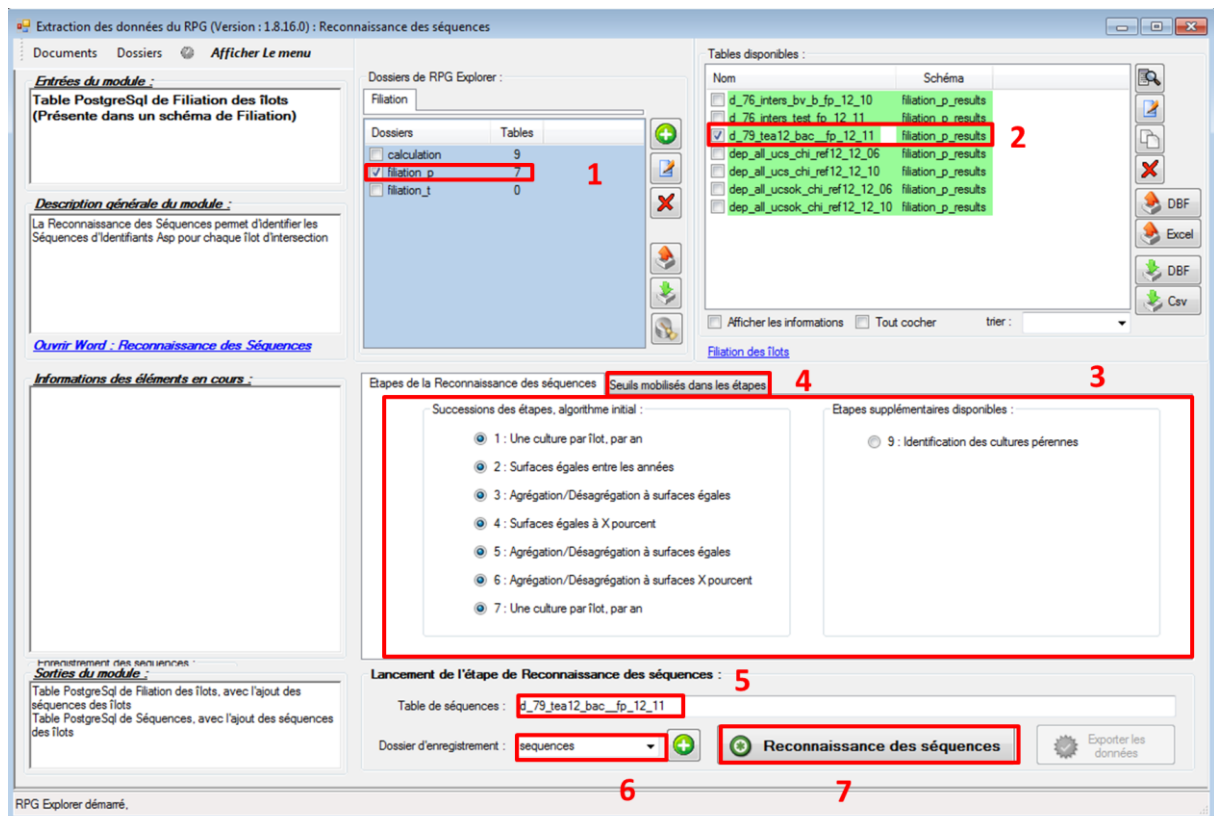 Extraction des données du RPG (Version : 1.8.16.0) : Reconnaissance des séquences
Documents Dossiers Afficher Le menu
Entrées du module :
Table PostgreSql de Filiation des îlots
(Présente dans un schéma de Filiation)
Description générale du module :
La Reconnaissance des Séquences permet d'identifier les
Séquences d'Identifiants Asp pour chaque îlot d'intersection
Ouvrir Word : Reconnaissance des Séquences
Dossiers de RPG Explorer :
Filiation
Dossiers Tables
calculation 9
filiation_p 7
filiation_t 0
1
Tables disponibles :
Nom Schéma
d_76_inters_bv_b_fp_12_10 filiation_p_results
d_76_inters_test_fp_12_11 filiation_p_results
d_79_tea12_bac__fp_12_11 filiation_p_results
dep_all_ucs_chi_ref12_12_06 filiation_p_results
dep_all_ucs_chi_ref12_12_10 filiation_p_results
dep_all_ucsok_chi_ref12_12_06 filiation_p_results
dep_all_ucsok_chi_ref12_12_10 filiation_p_results
2
DBF
Excel
DBF
Csv
Afficher les informations Tout cocher trier :
Filiation des îlots
Informations des éléments en cours :
Etapes de la Reconnaissance des séquences Seuils mobilisés dans les étapes
4
3
Successions des étapes, algorithme initial :
1 : Une culture par îlot, par an
2 : Surfaces égales entre les années
3 : Agrégation/Désagrégation à surfaces égales
4 : Surfaces égales à X pourcent
5 : Agrégation/Désagrégation à surfaces égales
6 : Agrégation/Désagrégation à surfaces X pourcent
7 : Une culture par îlot, par an
Etapes supplémentaires disponibles :
9 : Identification des cultures pérennes
Enregistrement des séquences :
Sorties du module :
Table PostgreSql de Filiation des îlots, avec l'ajout des
séquences des îlots
Table PostgreSql de Séquences, avec l'ajout des séquences
des îlots
Lancement de l'étape de Reconnaissance des séquences :
5
Table de séquences : d_79_tea12_bac__fp_12_11
Dossier d'enregistrement : sequences
Reconnaissance des séquences
Exporter les
données
6
7
RPG Explorer démarré,